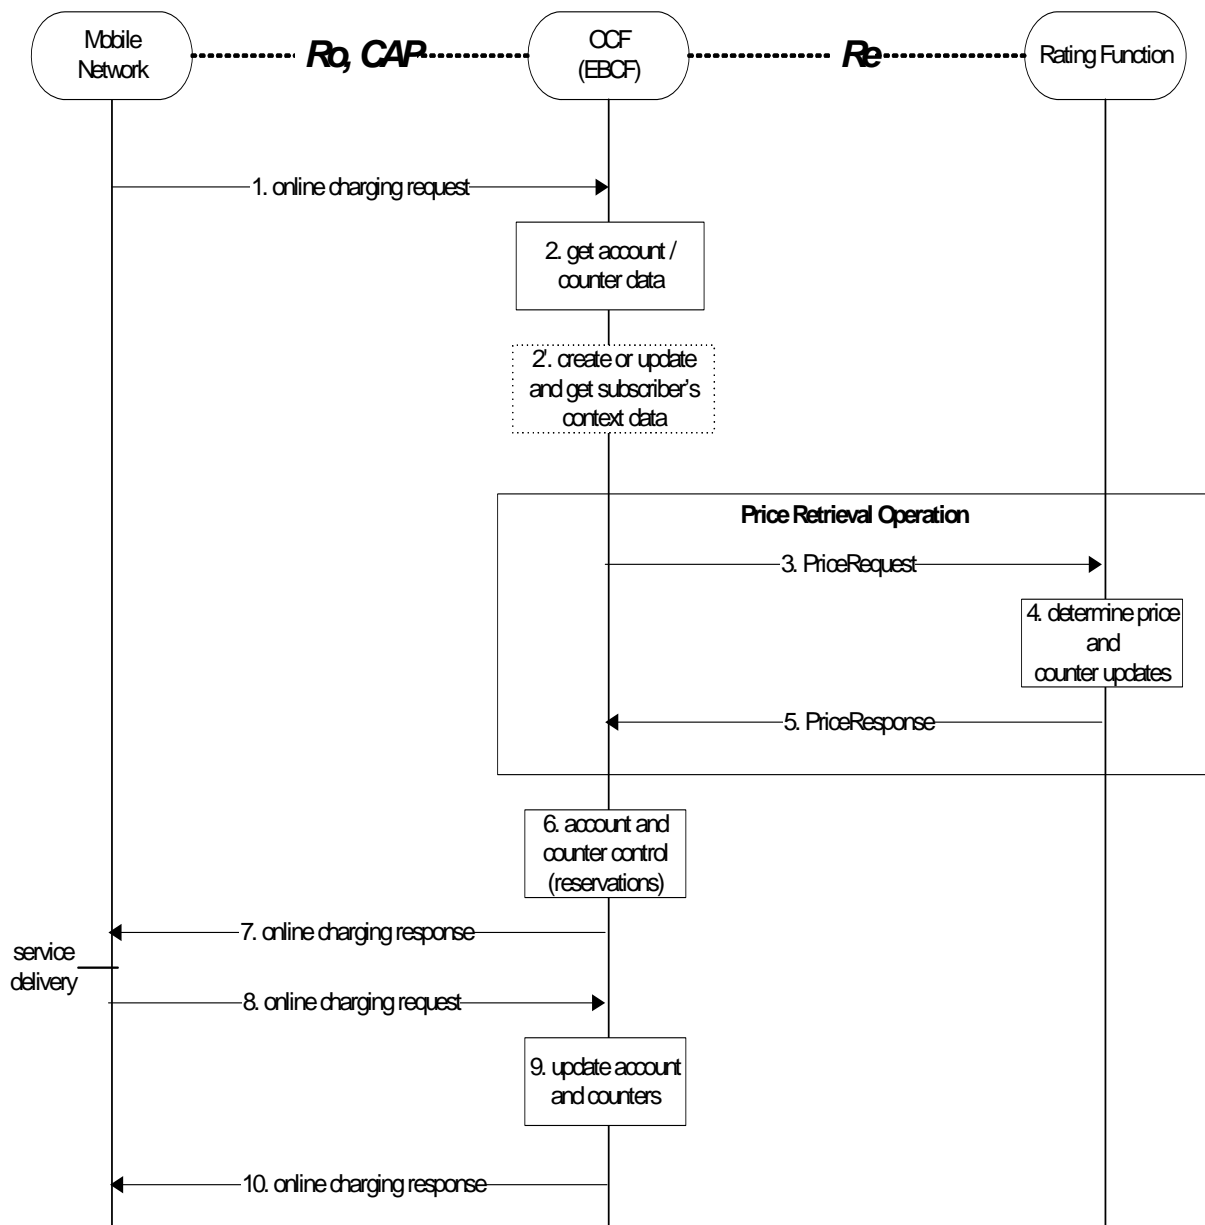 Mobile
Network
Ro, CAP
OCF
(EBCF)
Re
Rating Function
1. online charging request
2. get account /
counter data
2'. create or update
and get subscriber's
context data
Price Retrieval Operation
3. PriceRequest
4. determine price
and
counter updates
5. PriceResponse
6. account and
counter control
(reservations)
7. online charging response
service
delivery
8. online charging request
9. update account
and counters
10. online charging response